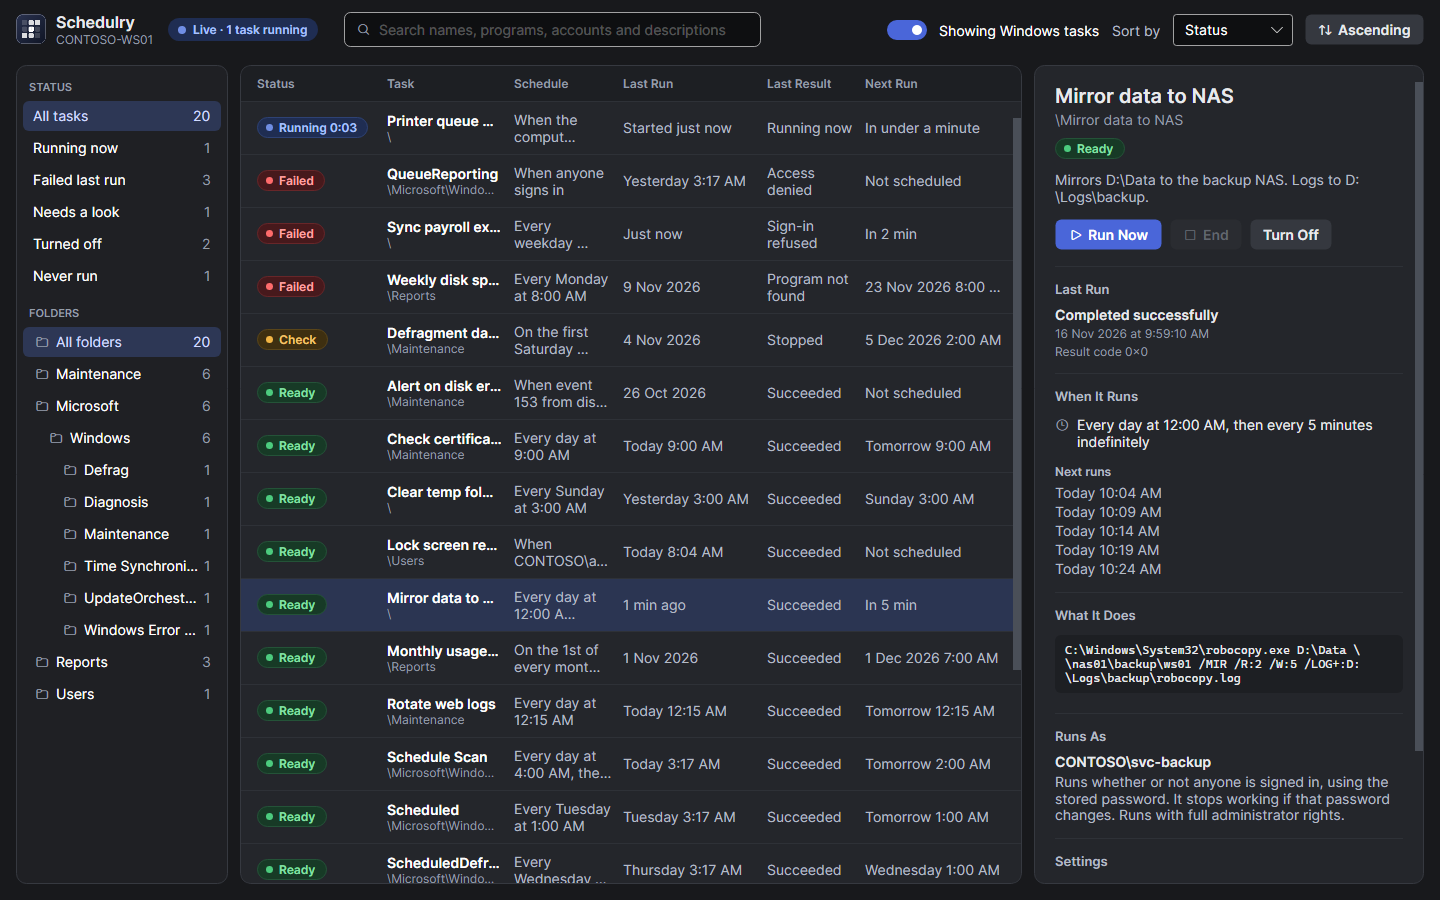 Schedulry
CONTOSO-WS01
Live · 1 task running
Search names, programs, accounts and descriptions
Showing Windows tasks
Sort by
Status
Ascending
STATUS
All tasks 20
Running now 1
Failed last run 3
Needs a look 1
Turned off 2
Never run 1
FOLDERS
All folders 20
Maintenance 6
Microsoft 6
Windows 6
Defrag 1
Diagnosis 1
Maintenance 1
Time Synchroni... 1
UpdateOrchest... 1
Windows Error ... 1
Reports 3
Users 1
Status Task Schedule Last Run Last Result Next Run
Running 0:03 Printer queue ... When the Started just now Running now In under a minute
\ comput...
Failed QueueReporting When anyone Yesterday 3:17 AM Access Not scheduled
\Microsoft\Windo... signs in denied
Failed Sync payroll ex... Every Just now Sign-in In 2 min
\ weekday ... refused
Failed Weekly disk sp... Every Monday 9 Nov 2026 Program not 23 Nov 2026 8:00 ...
\Reports at 8:00 AM found
Check Defragment da... On the first 4 Nov 2026 Stopped 5 Dec 2026 2:00 AM
\Maintenance Saturday ...
Ready Alert on disk er... When event 26 Oct 2026 Succeeded Not scheduled
\Maintenance 153 from dis...
Ready Check certifica... Every day at Today 9:00 AM Succeeded Tomorrow 9:00 AM
\Maintenance 9:00 AM
Ready Clear temp fol... Every Sunday Yesterday 3:00 AM Succeeded Sunday 3:00 AM
\ at 3:00 AM
Ready Lock screen re... When Today 8:04 AM Succeeded Not scheduled
\Users CONTOSO\a...
Ready Mirror data to ... Every day at 1 min ago Succeeded In 5 min
\ 12:00 A...
Ready Monthly usage... On the 1st of 1 Nov 2026 Succeeded 1 Dec 2026 7:00 AM
\Reports every mont...
Ready Rotate web logs Every day at Today 12:15 AM Succeeded Tomorrow 12:15 AM
\Maintenance 12:15 AM
Ready Schedule Scan Every day at Today 3:17 AM Succeeded Tomorrow 2:00 AM
\Microsoft\Windo... 4:00 AM, the...
Ready Scheduled Every Tuesday Tuesday 3:17 AM Succeeded Tomorrow 1:00 AM
\Microsoft\Windo... at 1:00 AM
Ready ScheduledDefr... Every Thursday 3:17 AM Succeeded Wednesday 1:00 AM
\Microsoft\Windo... Wednesday ...
Mirror data to NAS
\Mirror data to NAS
Ready
Mirrors D:\Data to the backup NAS. Logs to D:
\Logs\backup.
Run Now End Turn Off
Last Run
Completed successfully
16 Nov 2026 at 9:59:10 AM
Result code 0×0
When It Runs
Every day at 12:00 AM, then every 5 minutes
indefinitely
Next runs
Today 10:04 AM
Today 10:09 AM
Today 10:14 AM
Today 10:19 AM
Today 10:24 AM
What It Does
C:\Windows\System32\robocopy.exe D:\Data \
\nas01\backup\ws01 /MIR /R:2 /W:5 /LOG+:D:
\Logs\backup\robocopy.log
Runs As
CONTOSO\svc-backup
Runs whether or not anyone is signed in, using the
stored password. It stops working if that password
changes. Runs with full administrator rights.
Settings